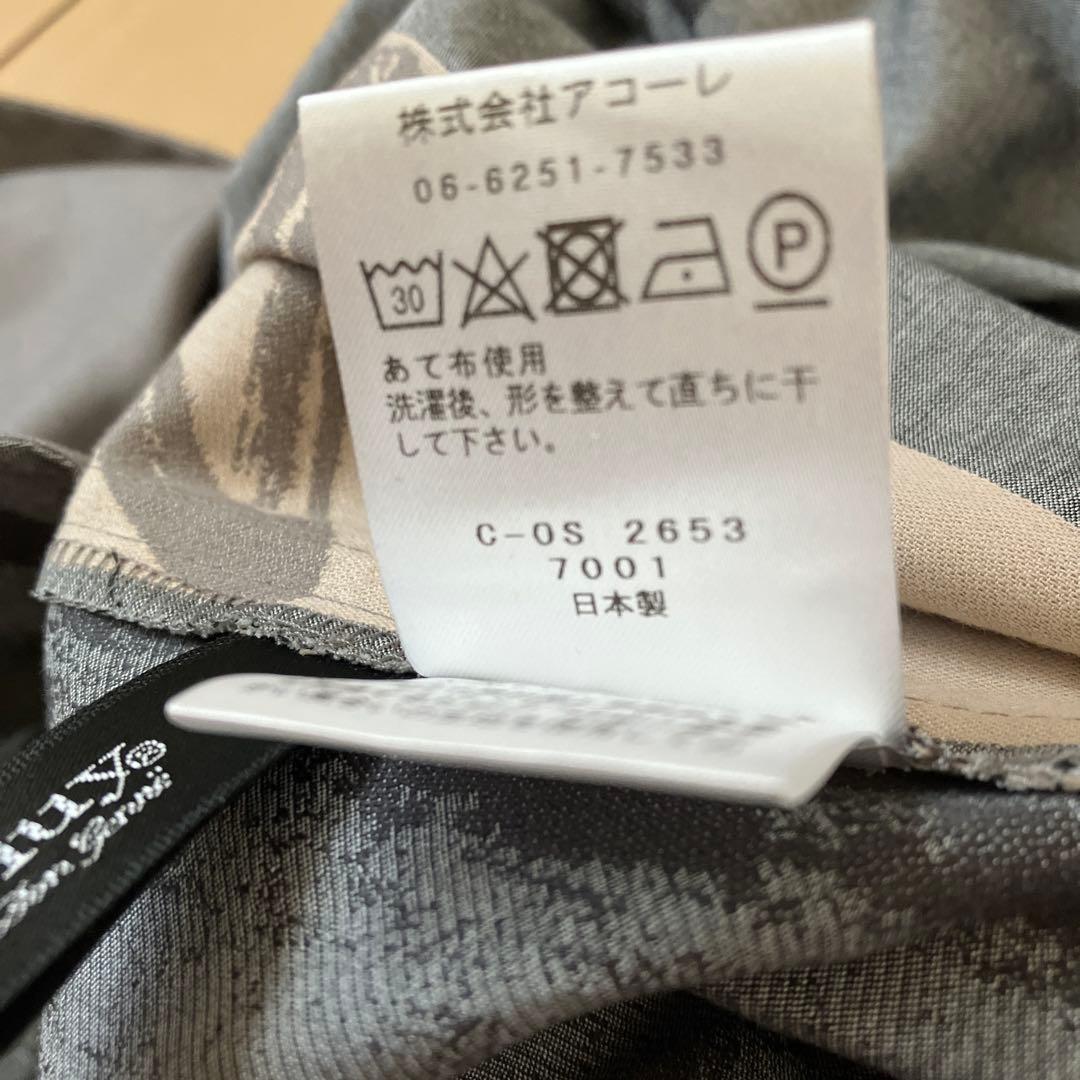 株式会社アコーレ
06-6251-7533
30
P
あて布使用
洗濯後、形を整えて直ちに干
して下さい。
C-0S 2653
7001
日本製